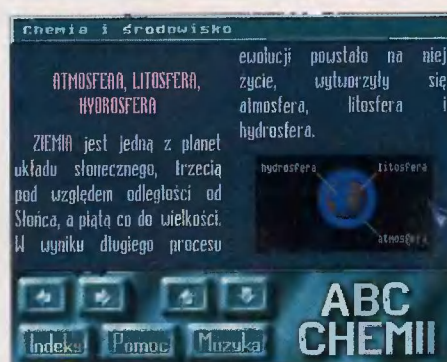 Chemia i środowisko
ATMOSFERA, LITOSFERA,
HYDROSFERA
ZIEMIA jest jedną z planet
układu słonecznego, trzecią
pod względem odległości od
Słońca, a piątą co do wielkości.
W wyniku długiego procesu
ewolucji powstało na niej
życie, wytworzyły się
atmosfera, litosfera i
hydrosfera.
hydrosfera
litosfera
atmosfera
Indeks Pomoc Muzyka
ABC
CHEMII